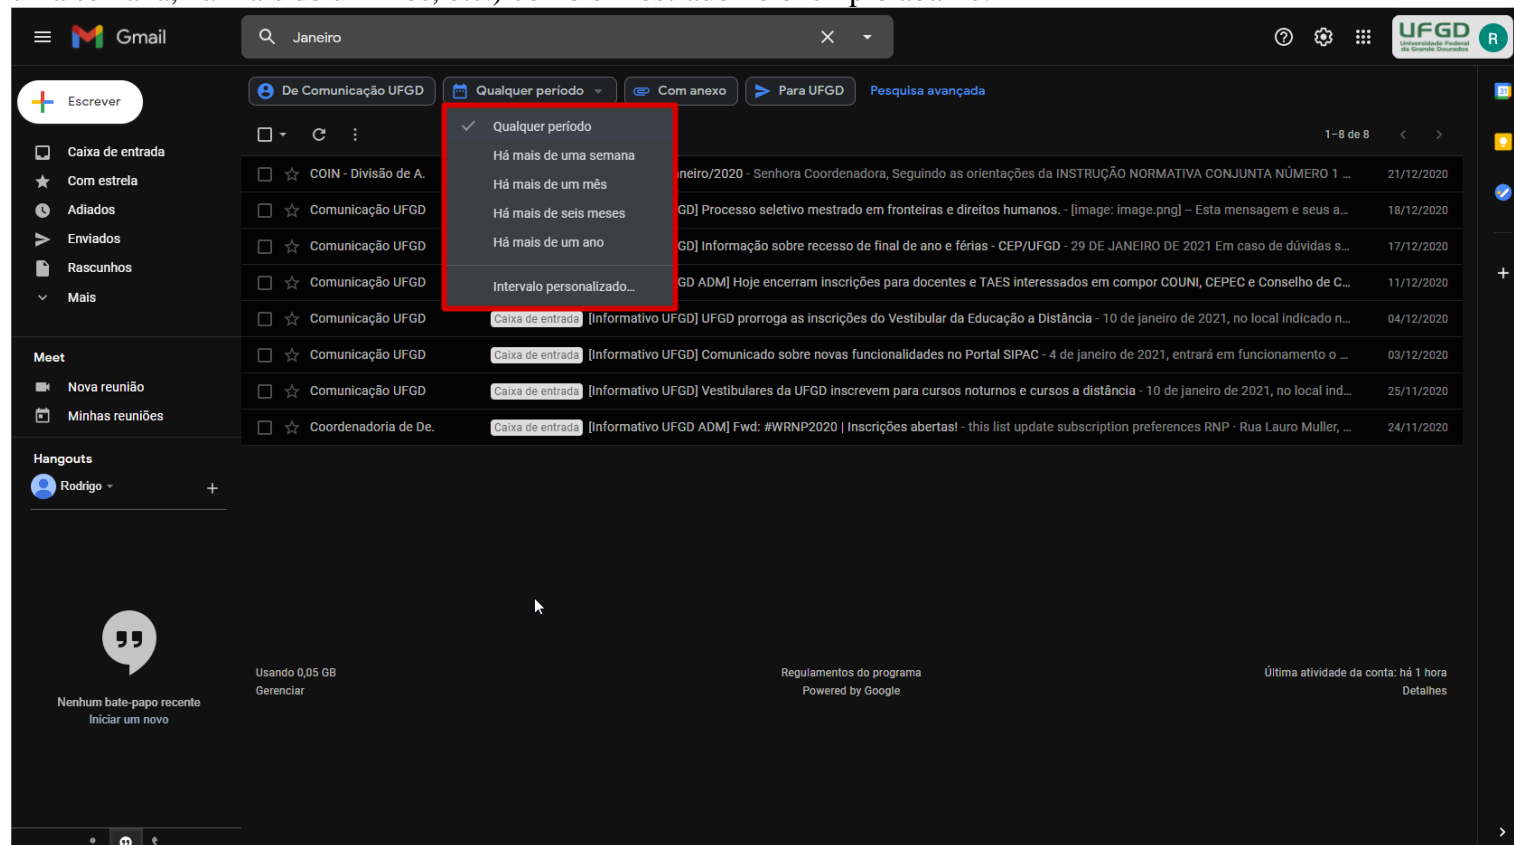 Gmail
Janeiro
UFGD
Universidade Federal
da Grande Dourados
R
Escrever
De Comunicação UFGD
Qualquer período
Com anexo
Para UFGD
Pesquisa avançada
31
Qualquer período
Há mais de uma semana
Há mais de um mês
Há mais de seis meses
Há mais de um ano
Intervalo personalizado...
1–8 de 8
Caixa de entrada
Com estrela
Adiados
Enviados
Rascunhos
Mais
COIN - Divisão de A. neiro/2020 - Senhora Coordenadora, Seguindo as orientações da INSTRUÇÃO NORMATIVA CONJUNTA NÚMERO 1 ... 21/12/2020
Comunicação UFGD GD] Processo seletivo mestrado em fronteiras e direitos humanos. - [image: image.png] – Esta mensagem e seus a... 18/12/2020
Comunicação UFGD GD] Informação sobre recesso de final de ano e férias - CEP/UFGD - 29 DE JANEIRO DE 2021 Em caso de dúvidas s... 17/12/2020
Comunicação UFGD GD ADM] Hoje encerram inscrições para docentes e TAES interessados em compor COUNI, CEPEC e Conselho de C... 11/12/2020
Comunicação UFGD Caixa de entrada [Informativo UFGD] UFGD prorroga as inscrições do Vestibular da Educação a Distância - 10 de janeiro de 2021, no local indicado n... 04/12/2020
Comunicação UFGD Caixa de entrada [Informativo UFGD] Comunicado sobre novas funcionalidades no Portal SIPAC - 4 de janeiro de 2021, entrará em funcionamento o ... 03/12/2020
Comunicação UFGD Caixa de entrada [Informativo UFGD] Vestibulares da UFGD inscrevem para cursos noturnos e cursos a distância - 10 de janeiro de 2021, no local ind... 25/11/2020
Coordenadoria de De. Caixa de entrada [Informativo UFGD ADM] Fwd: #WRNP2020 | Inscrições abertas! - this list update subscription preferences RNP · Rua Lauro Muller, ... 24/11/2020
Meet
Nova reunião
Minhas reuniões
Hangouts
Rodrigo
Nenhum bate-papo recente
Iniciar um novo
Usando 0,05 GB
Gerenciar
Regulamentos do programa
Powered by Google
Última atividade da conta: há 1 hora
Detalhes